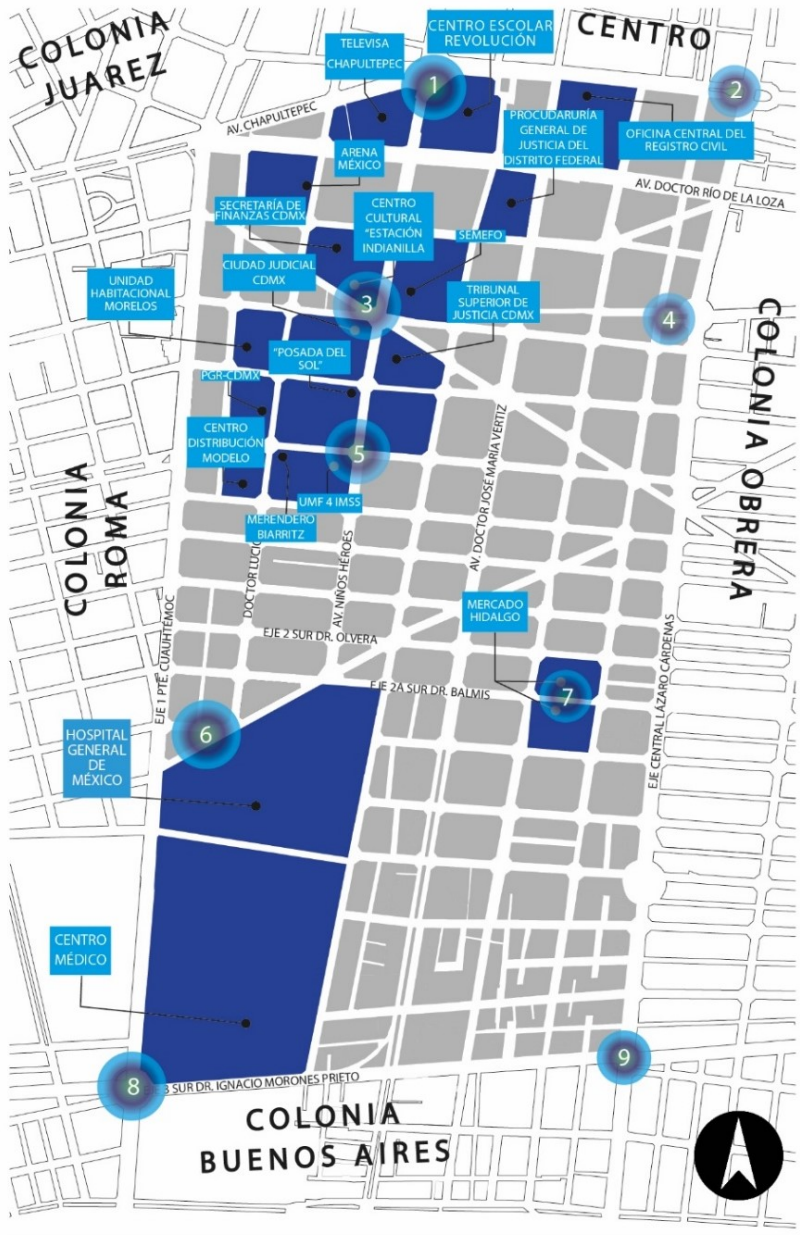 COLONIA
JUAREZ
TELEVISA
CHAPULTEPEC
CENTRO ESCOLAR
REVOLUCIÓN
CENTRO
1
2
AV. CHAPULTEPEC
PROCUDARURÍA
GENERAL DE
JUSTICIA DEL
DISTRITO FEDERAL
OFICINA CENTRAL DEL
REGISTRO CIVIL
ARENA
MÉXICO
AV. DOCTOR RÍO DE LA LOZA
SECRETARÍA DE
FINANZAS CDMX
CENTRO
CULTURAL
"ESTACIÓN
INDIANILLA
SEMEFO
CIUDAD JUDICIAL
CDMX
UNIDAD
HABITACIONAL
MORELOS
3
TRIBUNAL
SUPERIOR DE
JUSTICIA CDMX
4
"POSADA DEL
SOL"
PGR-CDMX
CENTRO
DISTRIBUCIÓN
MODELO
5
UMF 4 IMSS
MERENDERO
BIARRITZ
COLONIA
ROMA
COLONIA OBRERA
AV. DOCTOR JOSÉ MARÍA VERTIZ
DOCTOR LUCIO
AV. NIÑOS HÉROES
EJE 1 PTE. CUAUHTÉMOC
EJE 2 SUR DR. OLVERA
MERCADO
HIDALGO
EJE 2A SUR DR. BALMIS
7
EJE CENTRAL LÁZARO CÁRDENAS
6
HOSPITAL
GENERAL
DE
MÉXICO
CENTRO
MÉDICO
9
8
3 SUR DR. IGNACIO MORONES PRIETO
COLONIA
BUENOS AIRES